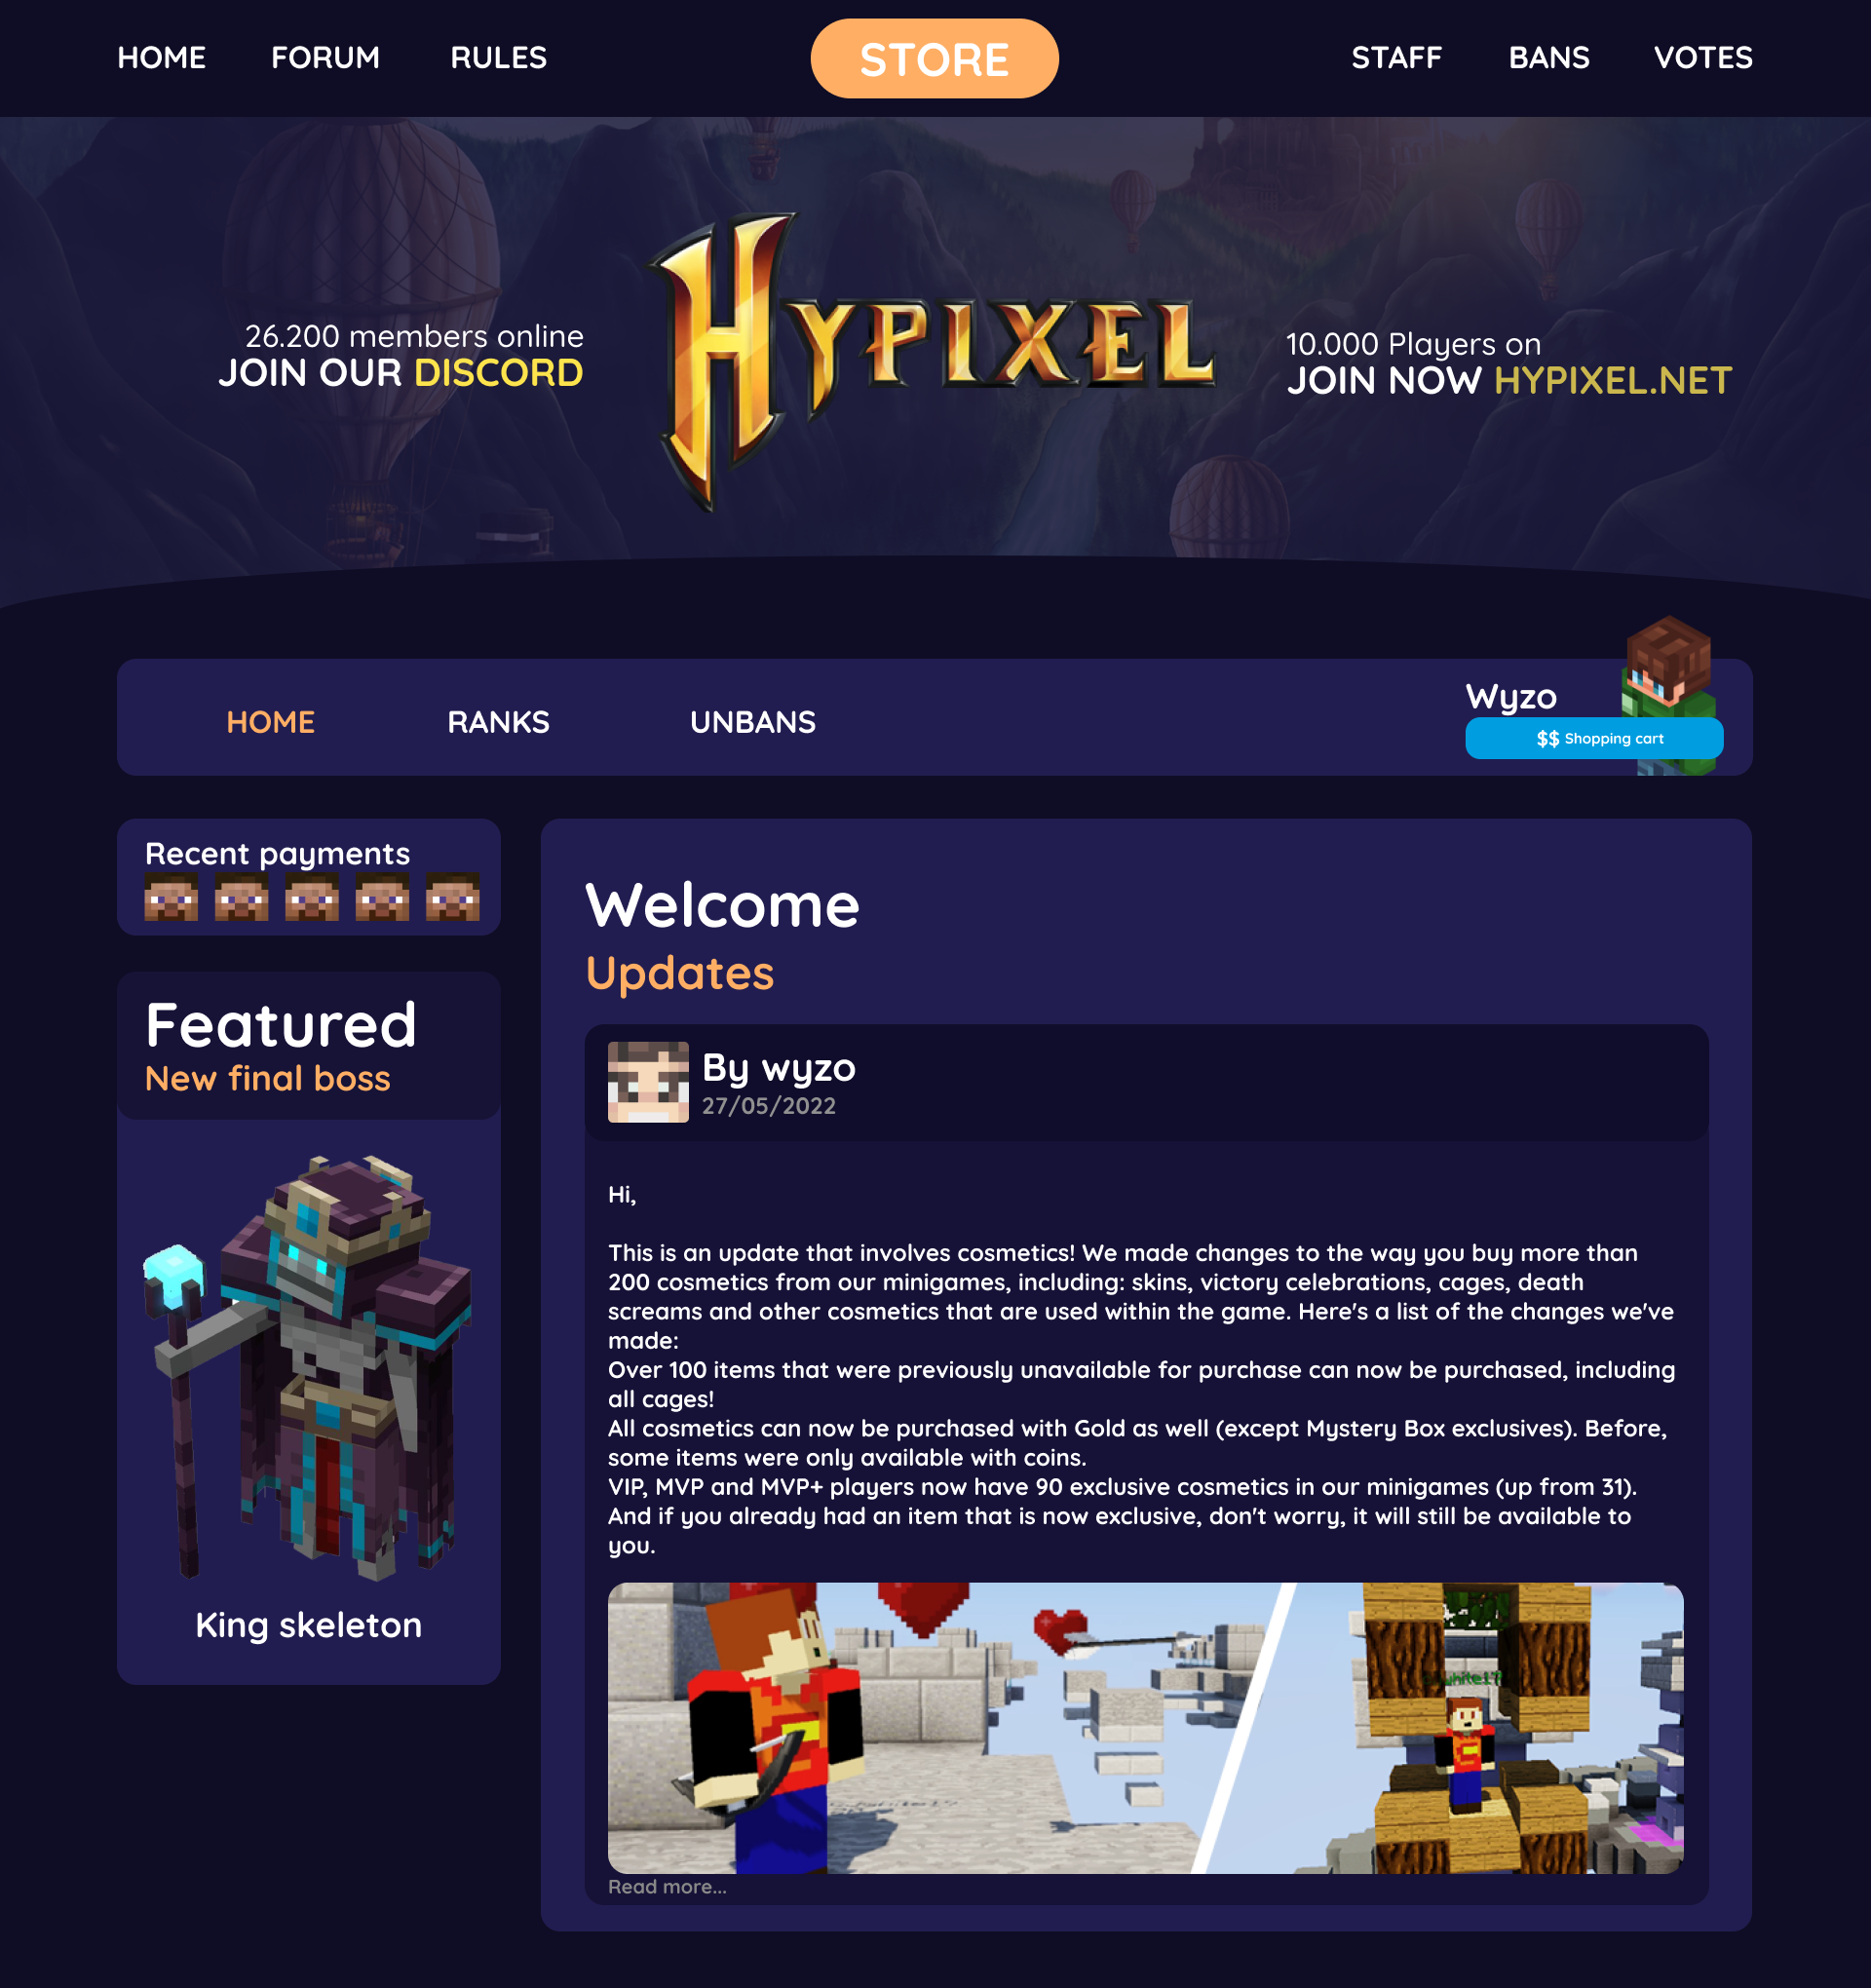 HOME FORUM RULES STORE STAFF BANS VOTES
HYPIXEL
26.200 members online
JOIN OUR DISCORD
10.000 Players on
JOIN NOW HYPIXEL.NET
HOME RANKS UNBANS
Wyzo
$$ Shopping cart
Recent payments
Featured
New final boss
King skeleton
Welcome
Updates
By wyzo
27/05/2022
Hi,
This is an update that involves cosmetics! We made changes to the way you buy more than
200 cosmetics from our minigames, including: skins, victory celebrations, cages, death
screams and other cosmetics that are used within the game. Here's a list of the changes we've
made:
Over 100 items that were previously unavailable for purchase can now be purchased, including
all cages!
All cosmetics can now be purchased with Gold as well (except Mystery Box exclusives). Before,
some items were only available with coins.
VIP, MVP and MVP+ players now have 90 exclusive cosmetics in our minigames (up from 31).
And if you already had an item that is now exclusive, don't worry, it will still be available to
you.
Read more...